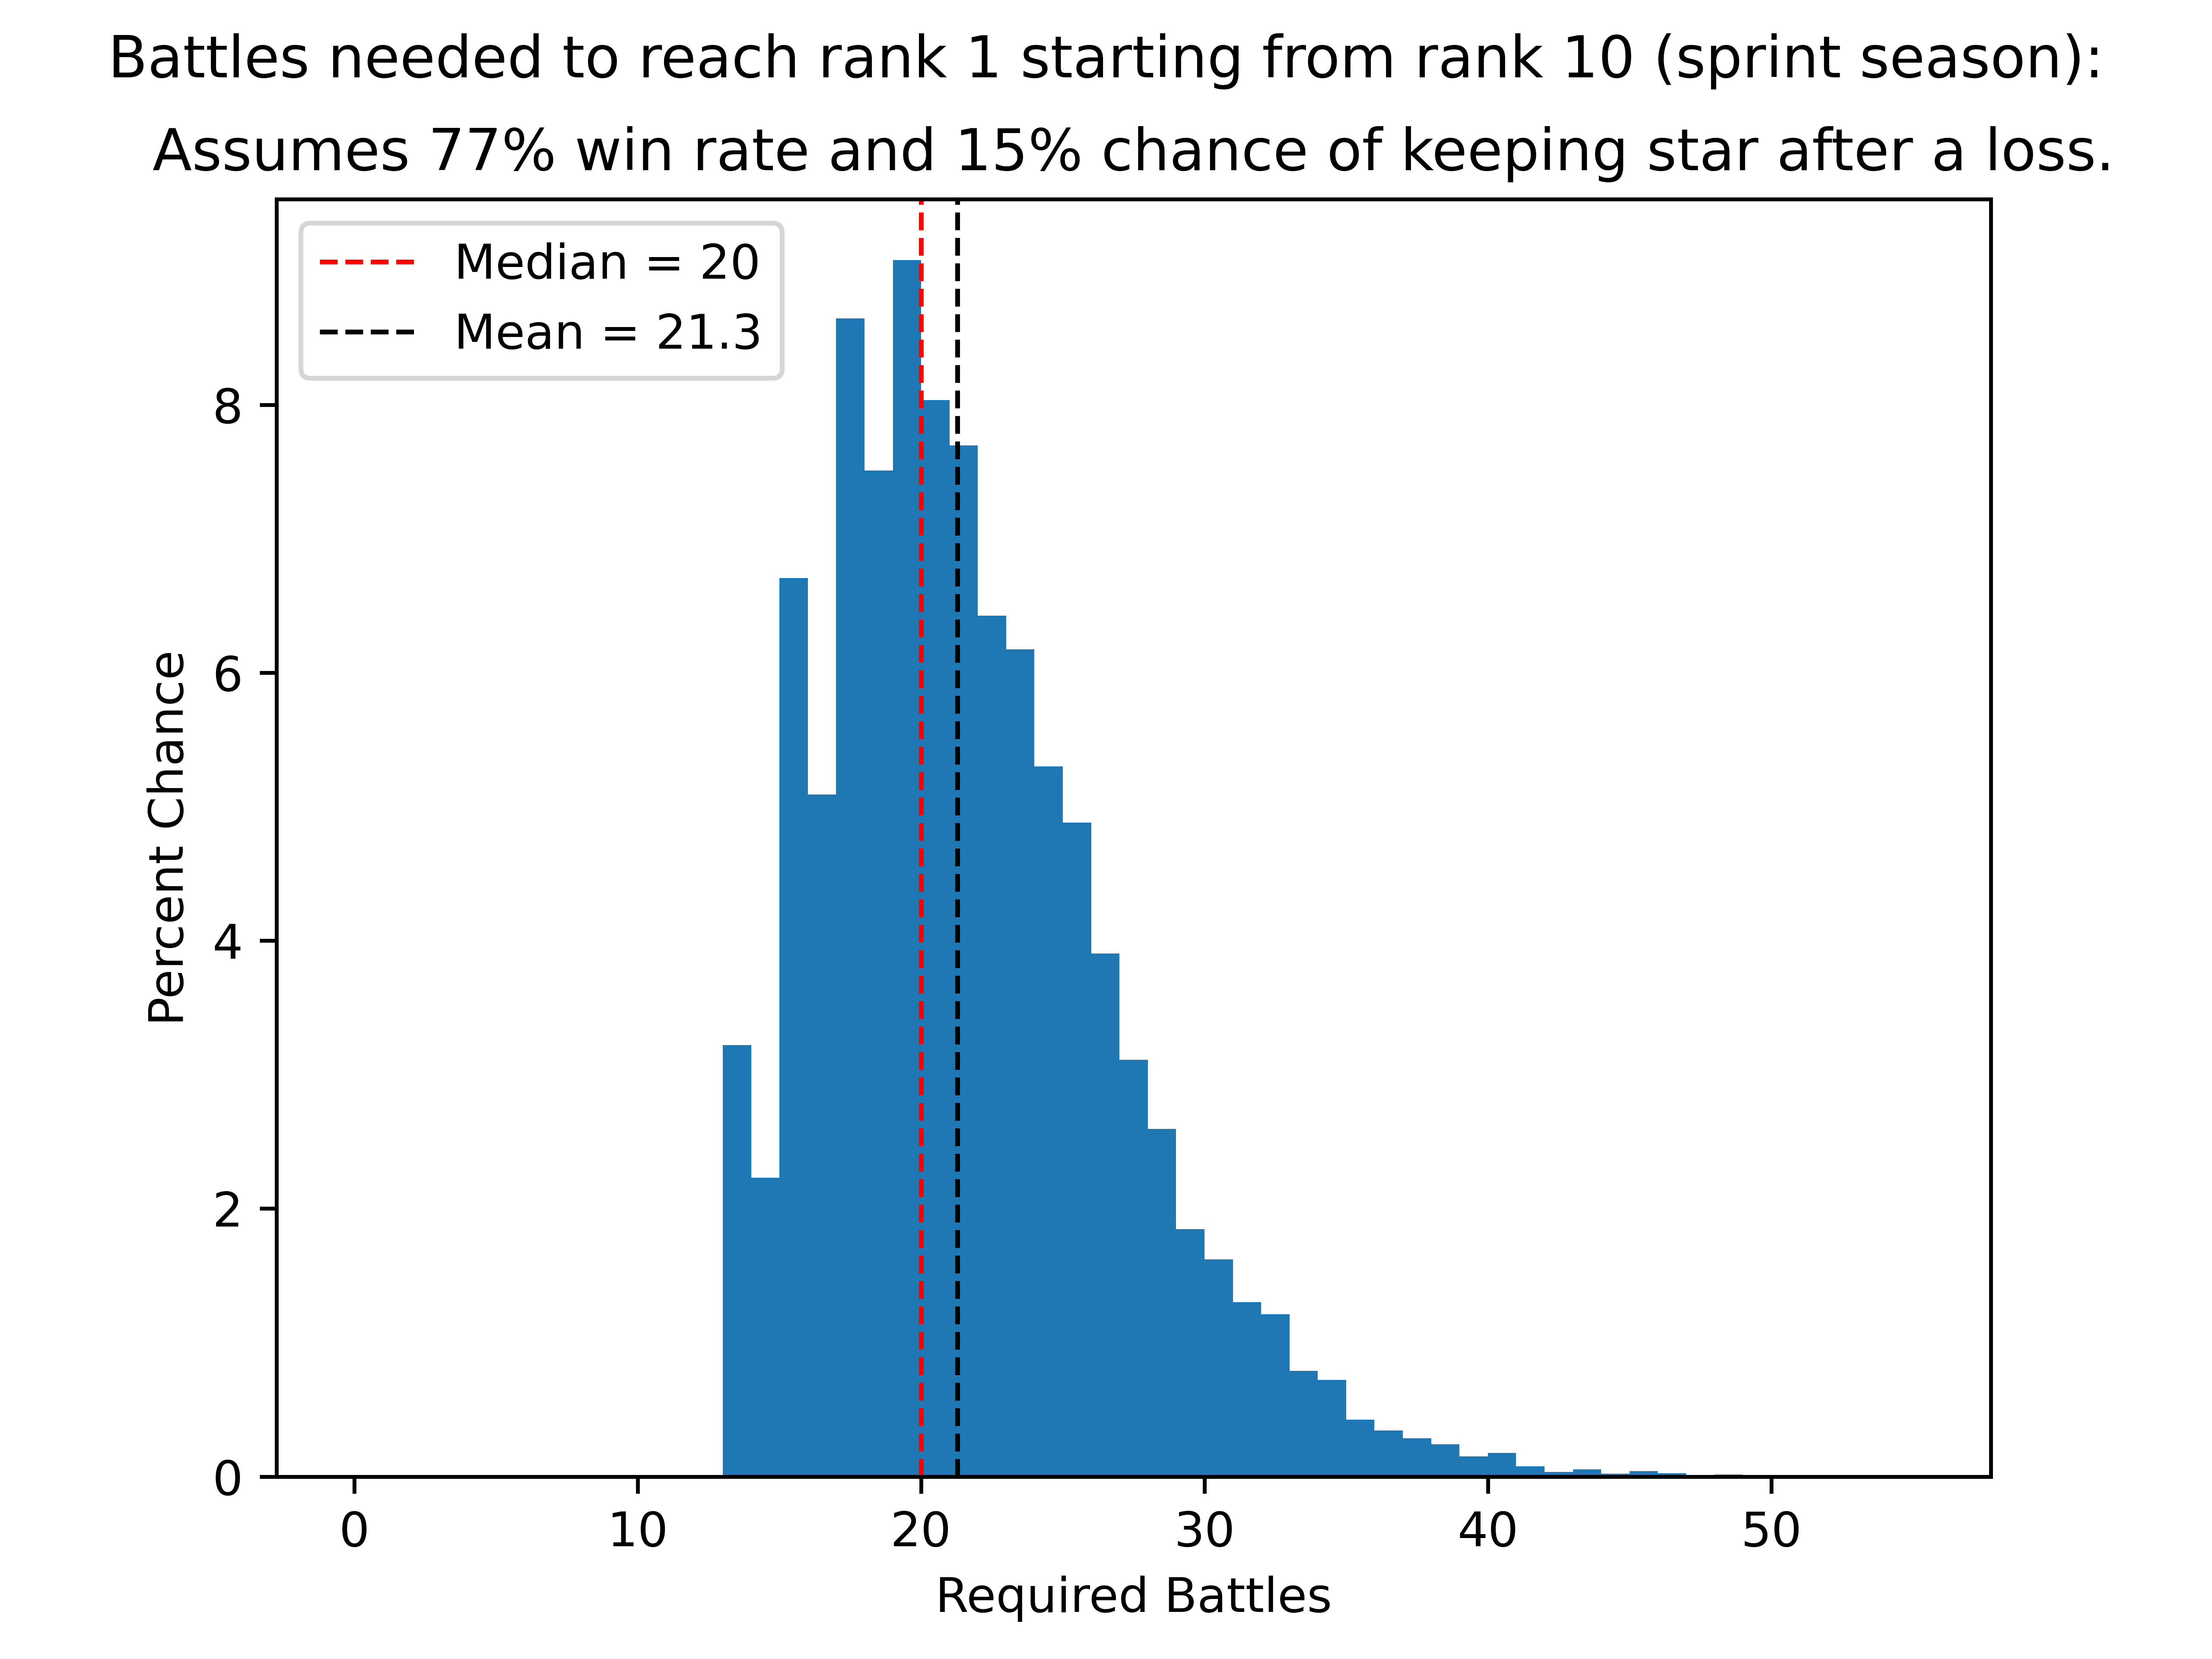 Battles needed to reach rank 1 starting from rank 10 (sprint season):
Assumes 77% win rate and 15% chance of keeping star after a loss.
Median = 20
Mean = 21.3
8
6
4
2
0
Percent Chance
0 10 20 30 40 50
Required Battles